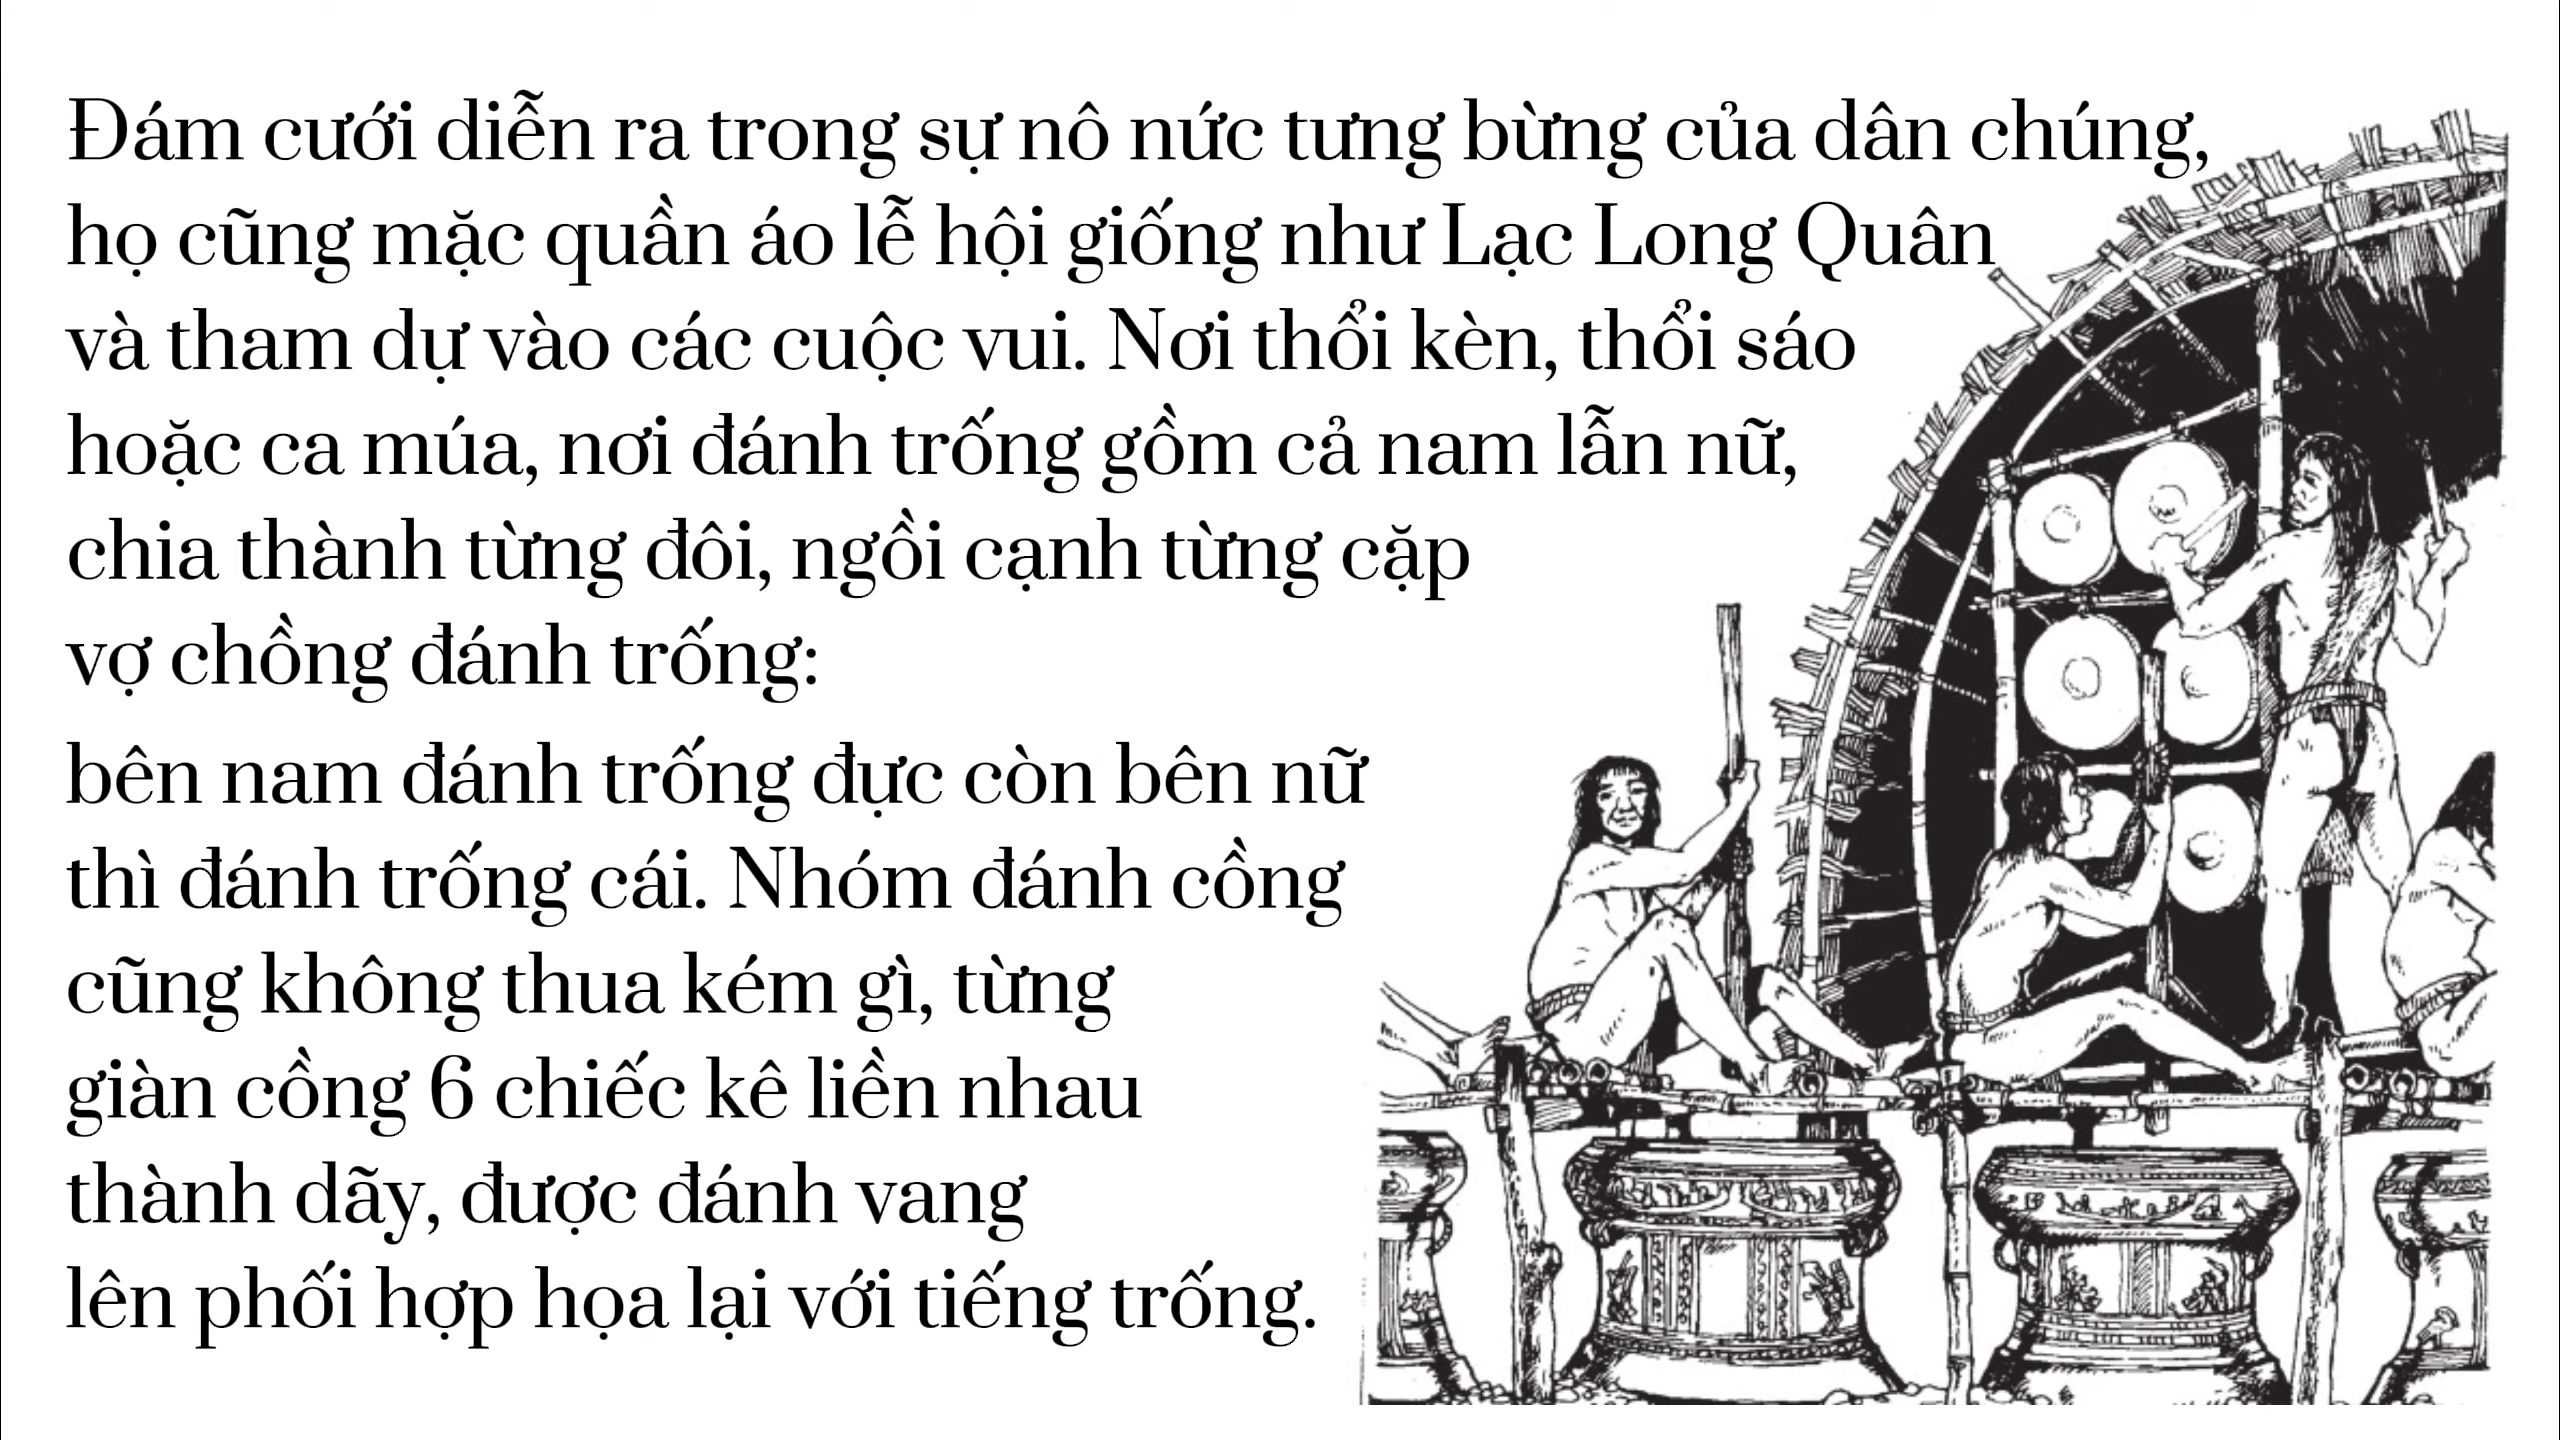 Đám cưới diễn ra trong sự nô nức tưng bừng của dân chúng,
họ cũng mặc quần áo lễ hội giống như Lạc Long Quân
và tham dự vào các cuộc vui. Nơi thổi kèn, thổi sáo
hoặc ca múa, nơi đánh trống gồm cả nam lẫn nữ,
chia thành từng đôi, ngồi cạnh từng cặp
vợ chồng đánh trống:
bên nam đánh trống đực còn bên nữ
thì đánh trống cái. Nhóm đánh cồng
cũng không thua kém gì, từng
giàn cồng 6 chiếc kê liền nhau
thành dãy, được đánh vang
lên phối hợp họa lại với tiếng trống.